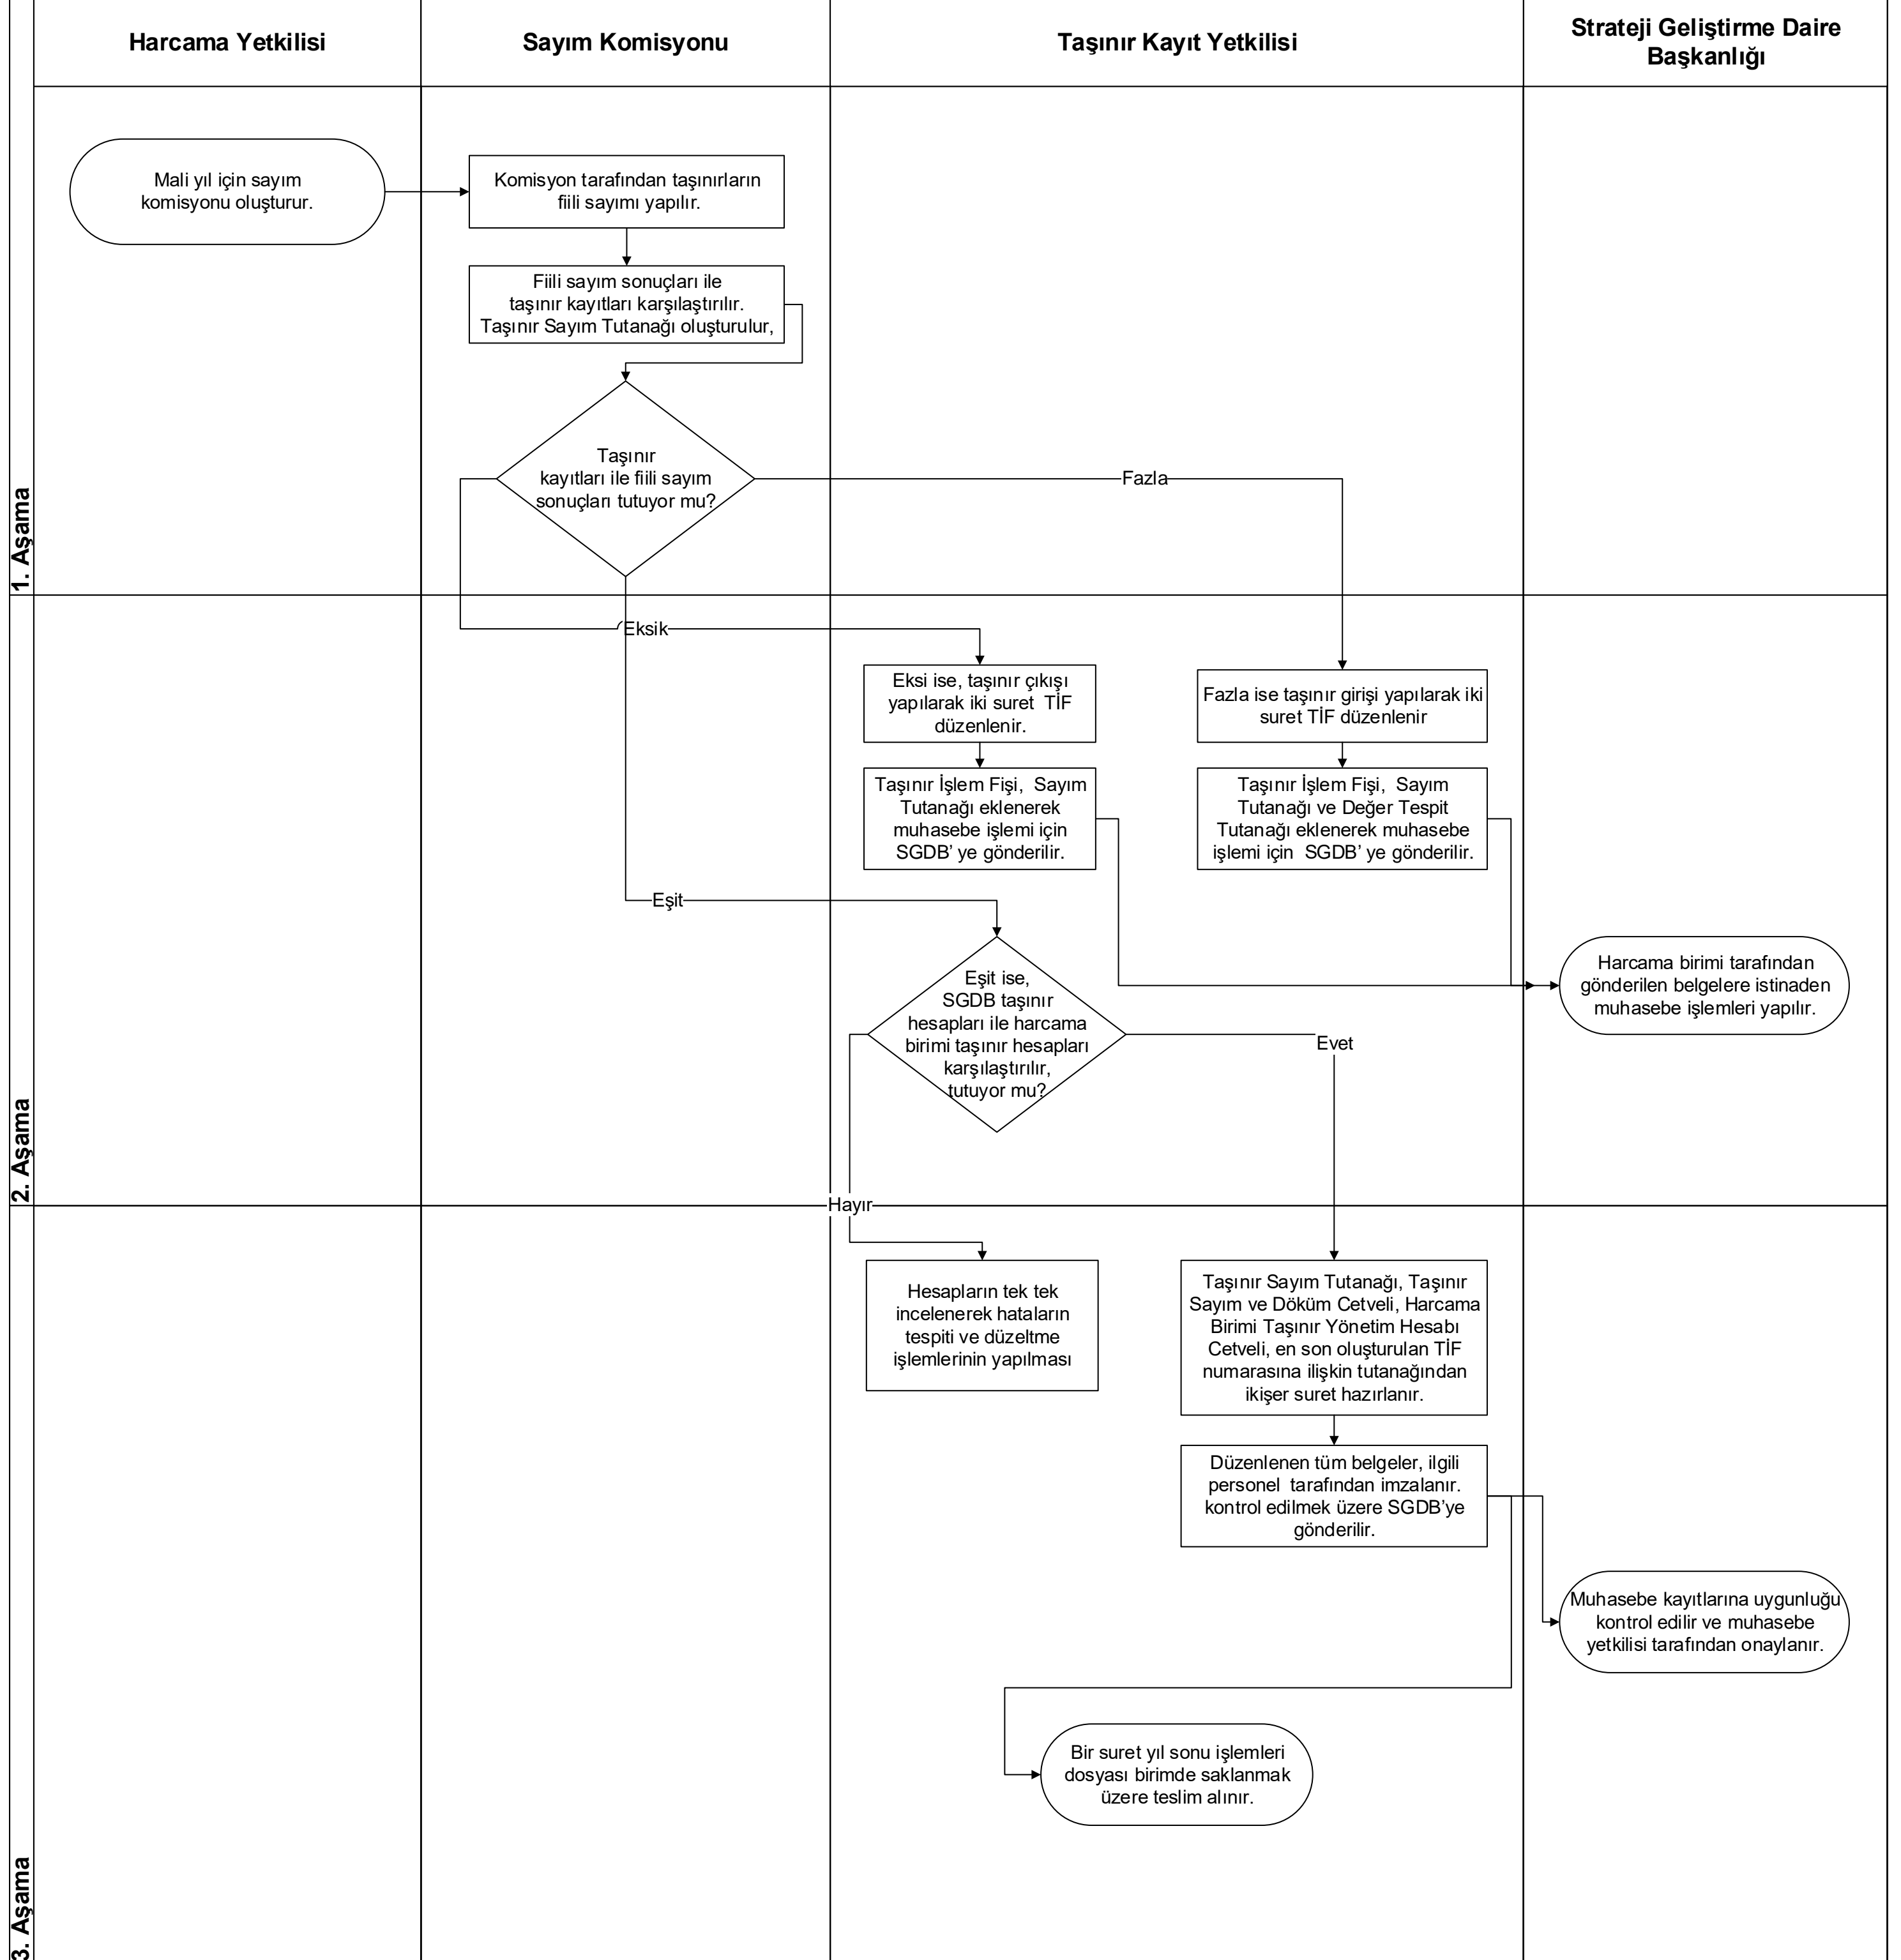 Harcama Yetkilisi
Sayım Komisyonu
Taşınır Kayıt Yetkilisi
Strateji Geliştirme Daire
Başkanlığı
1. Aşama
Mali yıl için sayım
komisyonu oluşturur.
Komisyon tarafından taşınırların
fiili sayımı yapılır.
Fiili sayım sonuçları ile
taşınır kayıtları karşılaştırılır.
Taşınır Sayım Tutanağı oluşturulur,
Taşınır
kayıtları ile fiili sayım
sonuçları tutuyor mu?
Fazla
2. Aşama
Eksik
Eksi ise, taşınır çıkışı
yapılarak iki suret  TİF
düzenlenir.
Fazla ise taşınır girişi yapılarak iki
suret TİF düzenlenir
Taşınır İşlem Fişi,  Sayım
Tutanağı eklenerek
muhasebe işlemi için
SGDB’ ye gönderilir.
Taşınır İşlem Fişi,  Sayım
Tutanağı ve Değer Tespit
Tutanağı eklenerek muhasebe
işlemi için  SGDB’ ye gönderilir.
Eşit
Harcama birimi tarafından
gönderilen belgelere istinaden
muhasebe işlemleri yapılır.
Eşit ise,
SGDB taşınır
hesapları ile harcama
birimi taşınır hesapları
karşılaştırılır,
tutuyor mu?
Evet
Hayır
3. Aşama
Hesapların tek tek
incelenerek hataların
tespiti ve düzeltme
işlemlerinin yapılması
Taşınır Sayım Tutanağı, Taşınır
Sayım ve Döküm Cetveli, Harcama
Birimi Taşınır Yönetim Hesabı
Cetveli, en son oluşturulan TİF
numarasına ilişkin tutanağından
ikişer suret hazırlanır.
Düzenlenen tüm belgeler, ilgili
personel  tarafından imzalanır.
kontrol edilmek üzere SGDB’ye
gönderilir.
Muhasebe kayıtlarına uygunluğu
kontrol edilir ve muhasebe
yetkilisi tarafından onaylanır.
Bir suret yıl sonu işlemleri
dosyası birimde saklanmak
üzere teslim alınır.